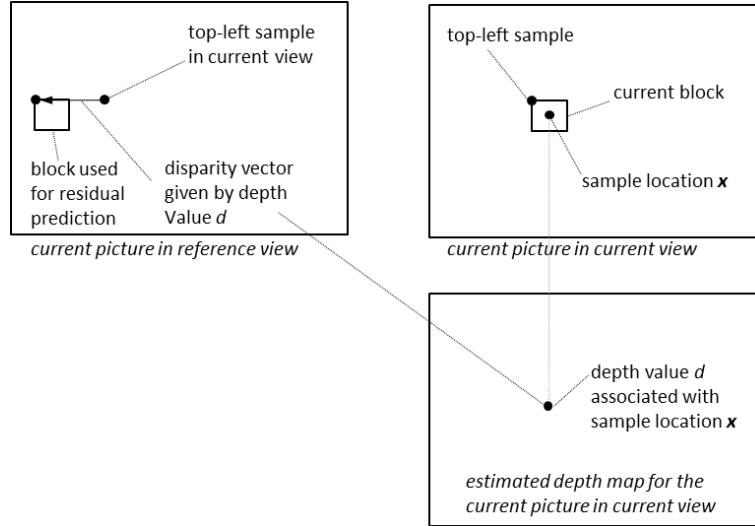 top-left sample
in current view
block used
for residual
prediction
disparity vector
given by depth
Value d
current picture in reference view
top-left sample
current block
sample location x
current picture in current view
depth value d
associated with
sample location x
estimated depth map for the
current picture in current view